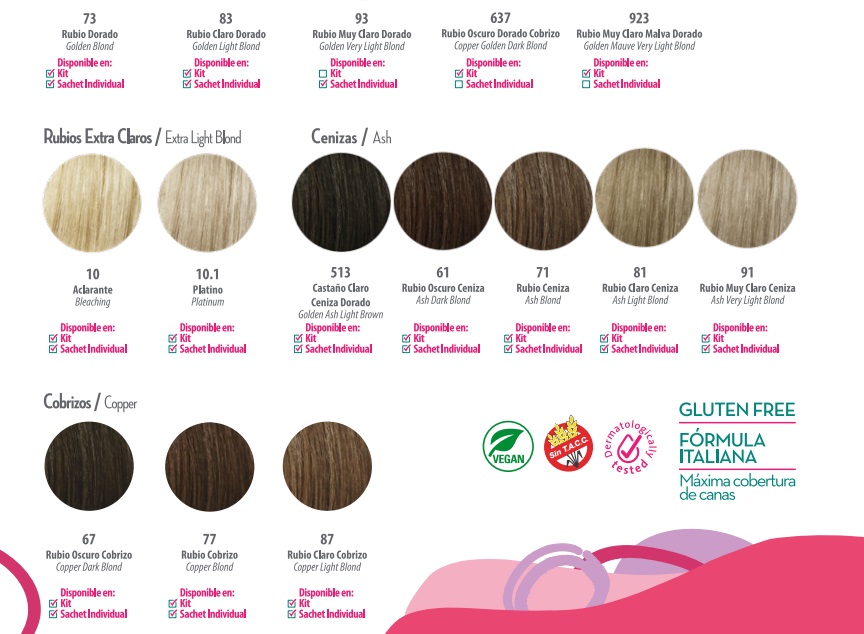 73
Rubio Dorado
Golden Blond
Disponible en:
Kit
Sachet Individual
83
Rubio Claro Dorado
Golden Light Blond
Disponible en:
Kit
Sachet Individual
93
Rubio Muy Claro Dorado
Golden Very Light Blond
Disponible en:
Kit
Sachet Individual
637
Rubio Oscuro Dorado Cobrizo
Copper Golden Dark Blond
Disponible en:
Kit
Sachet Individual
923
Rubio Muy Claro Malva Dorado
Golden Mauve Very Light Blond
Disponible en:
Kit
Sachet Individual
Rubios Extra Claros / Extra Light Blond
10
Aclarante
Bleaching
Disponible en:
Kit
Sachet Individual
10.1
Platino
Platinum
Disponible en:
Kit
Sachet Individual
Cenizas / Ash
513
Castaño Claro
Ceniza Dorado
Golden Ash Light Brown
Disponible en:
Kit
Sachet Individual
61
Rubio Oscuro Ceniza
Ash Dark Blond
Disponible en:
Kit
Sachet Individual
71
Rubio Ceniza
Ash Blond
Disponible en:
Kit
Sachet Individual
81
Rubio Claro Ceniza
Ash Light Blond
Disponible en:
Kit
Sachet Individual
91
Rubio Muy Claro Ceniza
Ash Very Light Blond
Disponible en:
Kit
Sachet Individual
Cobrizos / Copper
67
Rubio Oscuro Cobrizo
Copper Dark Blond
Disponible en:
Kit
Sachet Individual
77
Rubio Cobrizo
Copper Blond
Disponible en:
Kit
Sachet Individual
87
Rubio Claro Cobrizo
Copper Light Blond
Disponible en:
Kit
Sachet Individual
VEGAN
Sin T.A.C.C.
Dermatologically
tested
GLUTEN FREE
FÓRMULA
ITALIANA
Máxima cobertura
de canas